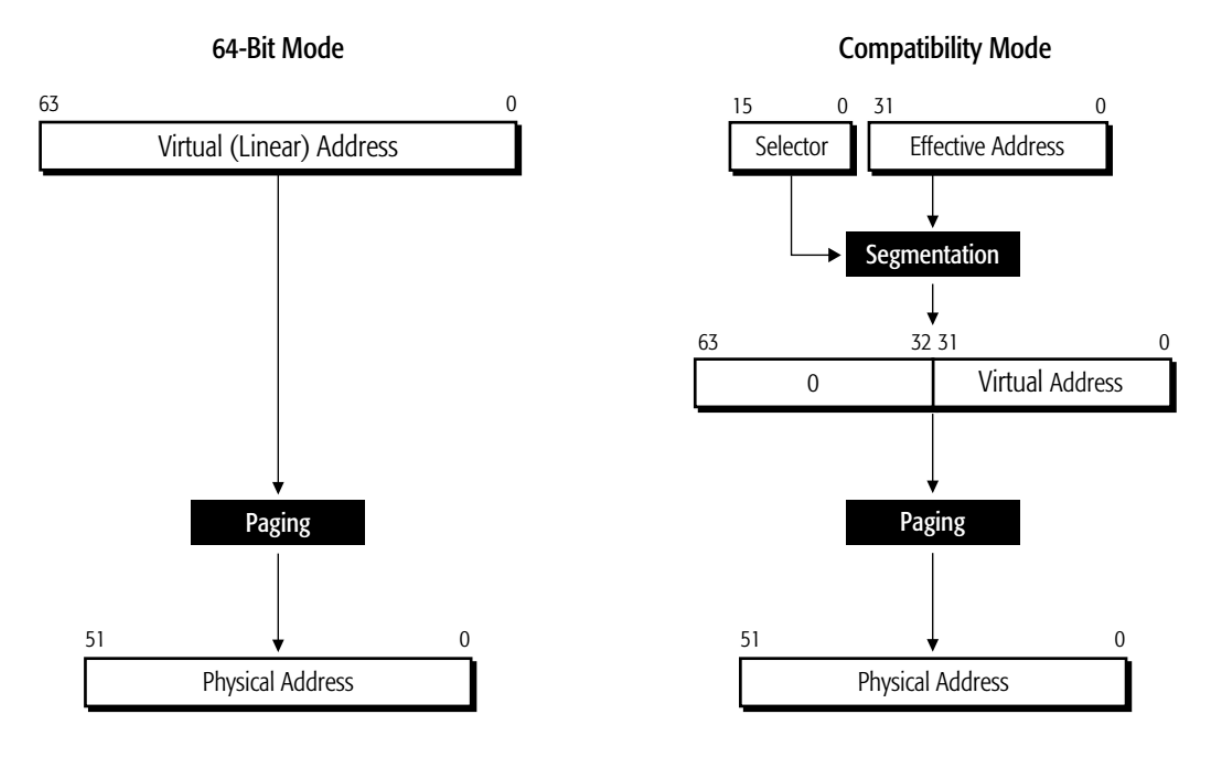 64-Bit Mode
63 0
Virtual (Linear) Address
Paging
51 0
Physical Address
Compatibility Mode
15 0 31 0
Selector Effective Address
Segmentation
63 32 31 0
0 Virtual Address
Paging
51 0
Physical Address